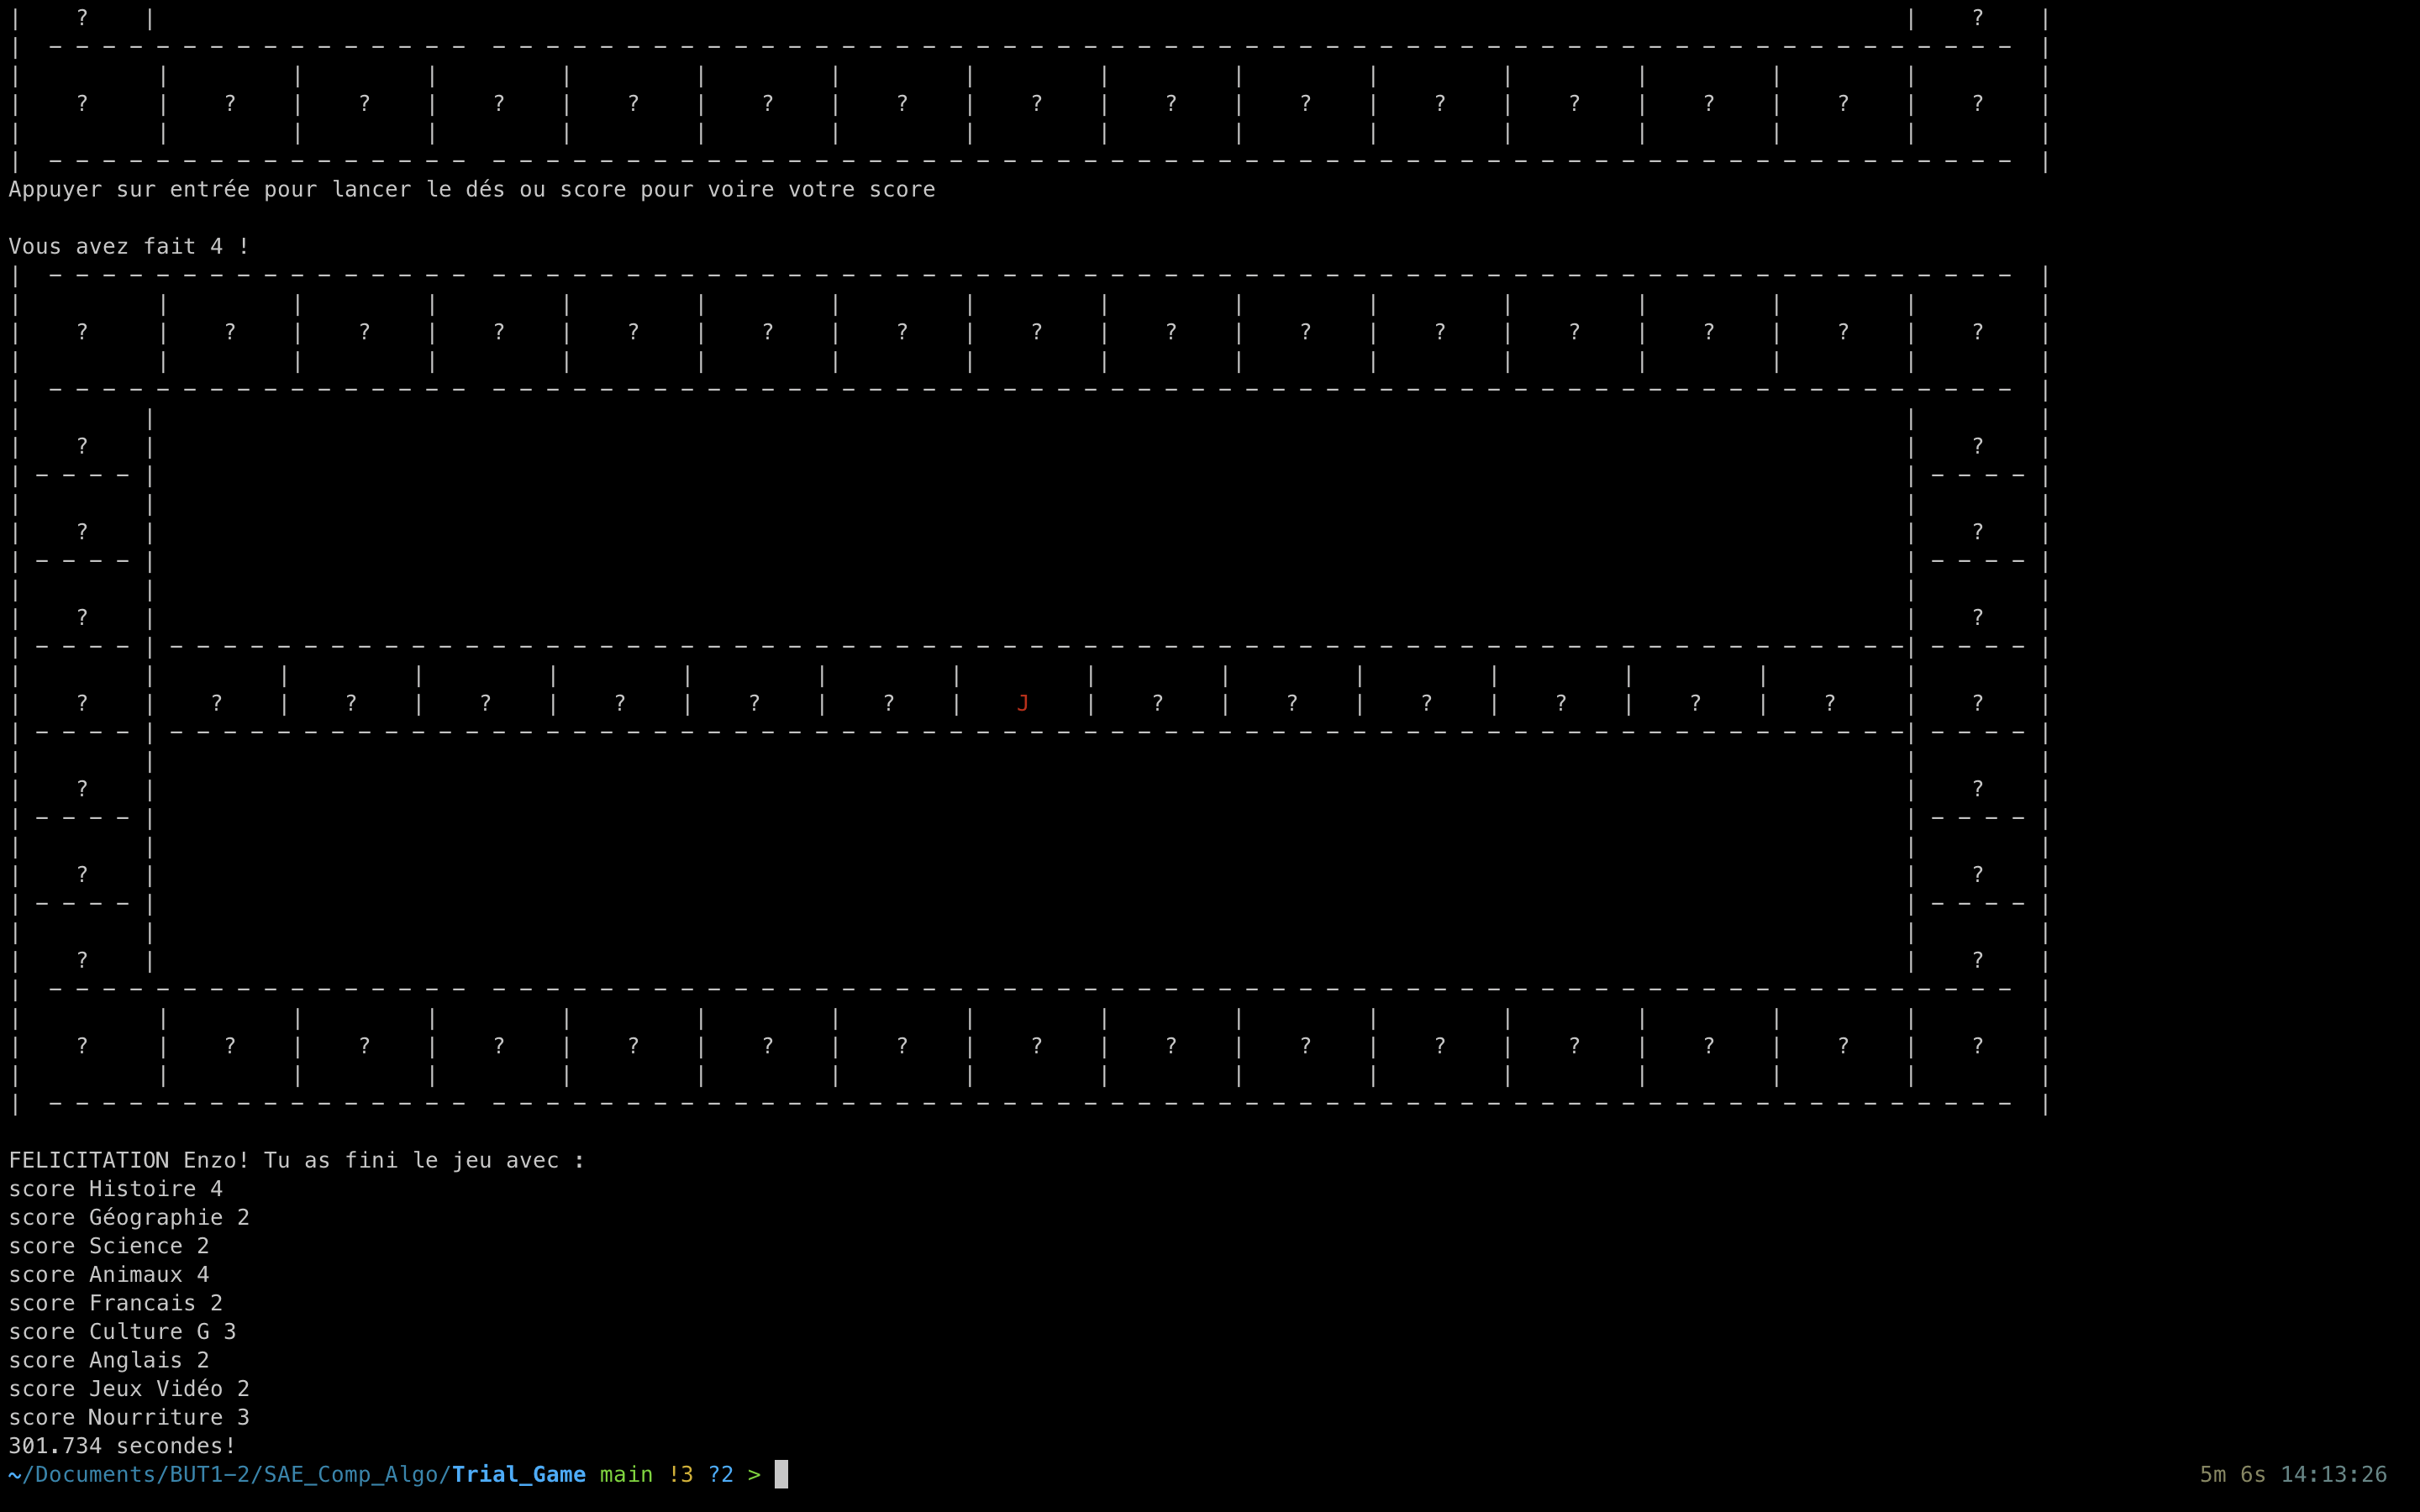 | ? | | ? |
| - - - - - - - - - - - - - - - - - - - - - - - - - - - - - - - - - - - - - - - - - - - - - - - - - - - - - - - - - - - - - - - - - - - - - - - - - |
| | | | | | | | | | | | | | | |
| ? | ? | ? | ? | ? | ? | ? | ? | ? | ? | ? | ? | ? | ? | ? |
| | | | | | | | | | | | | | | |
| - - - - - - - - - - - - - - - - - - - - - - - - - - - - - - - - - - - - - - - - - - - - - - - - - - - - - - - - - - - - - - - - - - - - - - - - - |
Appuyer sur entrée pour lancer le dés ou score pour voire votre score
Vous avez fait 4 !
| - - - - - - - - - - - - - - - - - - - - - - - - - - - - - - - - - - - - - - - - - - - - - - - - - - - - - - - - - - - - - - - - - - - - - - - - - |
| | | | | | | | | | | | | | | |
| ? | ? | ? | ? | ? | ? | ? | ? | ? | ? | ? | ? | ? | ? | ? |
| | | | | | | | | | | | | | | |
| - - - - - - - - - - - - - - - - - - - - - - - - - - - - - - - - - - - - - - - - - - - - - - - - - - - - - - - - - - - - - - - - - - - - - - - - - |
| | | |
| ? | | ? |
| - - - - | | - - - - |
| | | |
| ? | | ? |
| - - - - | | - - - - |
| | | |
| ? | | ? |
| - - - - | - - - - - - - - - - - - - - - - - - - - - - - - - - - - - - - - - - - - - - - - - - - - - - - - - - - - - - - - - - - - - - - - -| - - - - |
| | | | | | | | | | | | | | | |
| ? | ? | ? | ? | ? | ? | ? | J | ? | ? | ? | ? | ? | ? | ? |
| - - - - | - - - - - - - - - - - - - - - - - - - - - - - - - - - - - - - - - - - - - - - - - - - - - - - - - - - - - - - - - - - - - - - - -| - - - - |
| | | |
| ? | | ? |
| - - - - | | - - - - |
| | | |
| ? | | ? |
| - - - - | | - - - - |
| | | |
| ? | | ? |
| - - - - - - - - - - - - - - - - - - - - - - - - - - - - - - - - - - - - - - - - - - - - - - - - - - - - - - - - - - - - - - - - - - - - - - - - - |
| | | | | | | | | | | | | | | |
| ? | ? | ? | ? | ? | ? | ? | ? | ? | ? | ? | ? | ? | ? | ? |
| | | | | | | | | | | | | | | |
| - - - - - - - - - - - - - - - - - - - - - - - - - - - - - - - - - - - - - - - - - - - - - - - - - - - - - - - - - - - - - - - - - - - - - - - - - |
FELICITATION Enzo! Tu as fini le jeu avec :
score Histoire 4
score Géographie 2
score Science 2
score Animaux 4
score Francais 2
score Culture G 3
score Anglais 2
score Jeux Vidéo 2
score Nourriture 3
301.734 secondes!
~/Documents/BUT1-2/SAE_Comp_Algo/Trial_Game main !3 ?2 > 5m 6s 14:13:26